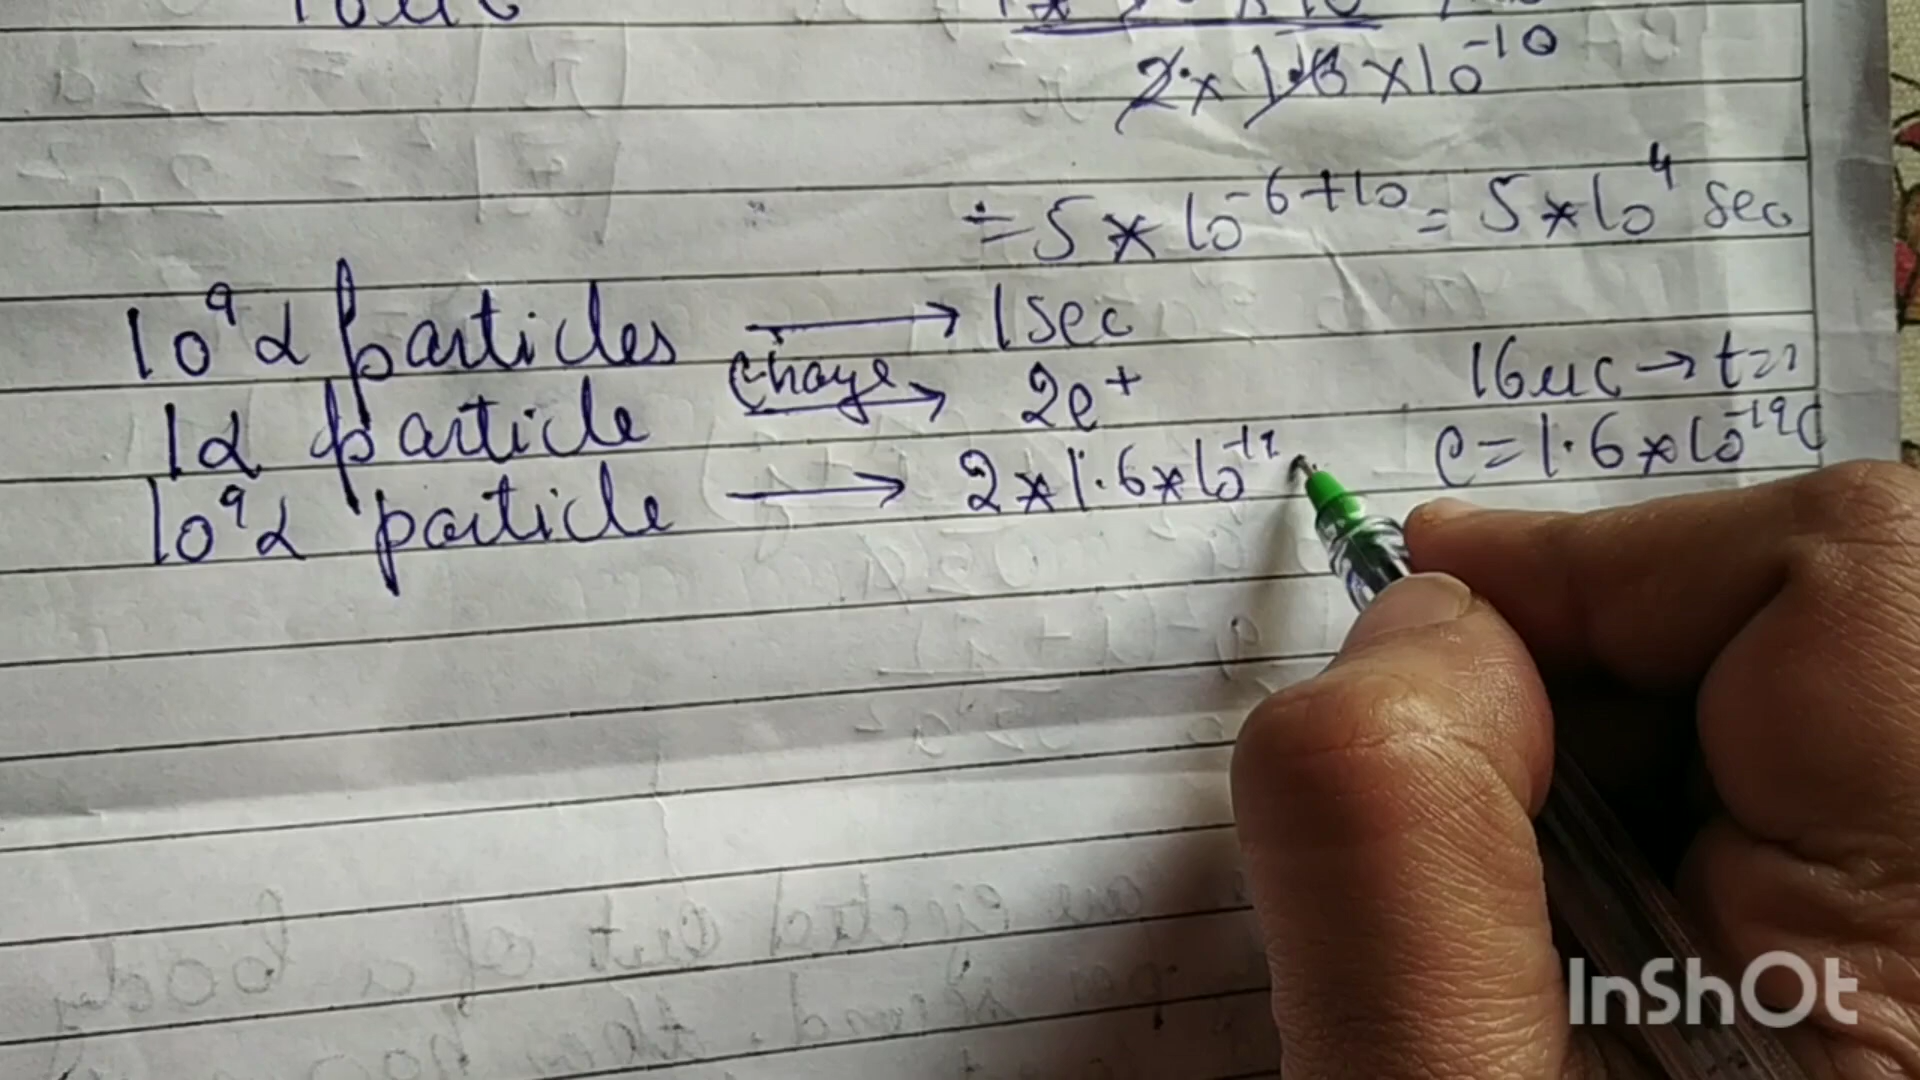 2 × 1.6 × 10⁻¹⁰
= 5 × 10⁻⁶⁺¹⁰ = 5 × 10⁴ sec
10⁹ α particles → 1 sec
1α particle charge → 2e⁺
16uc → t=?
10⁹ α particle → 2 × 1.6 × 10⁻¹⁹
e = 1.6 × 10⁻¹⁹C
InShOt